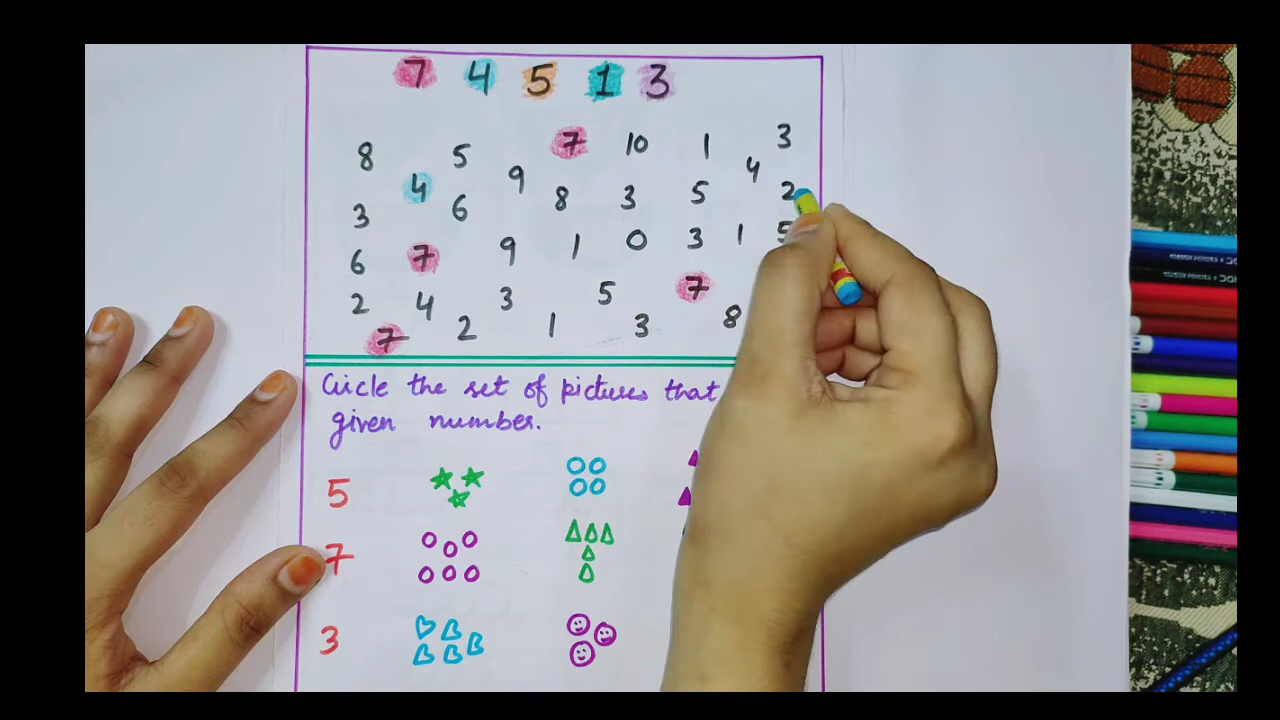 7 4 5 1 3
8 5 7 10 1 3
4 9 4
3 6 8 3 5 2
6 7 9 1 0 3 1 5
2 4 3 5 7
7 2 1 3 8
Circle the set of pictures that
given number.
5
7
3